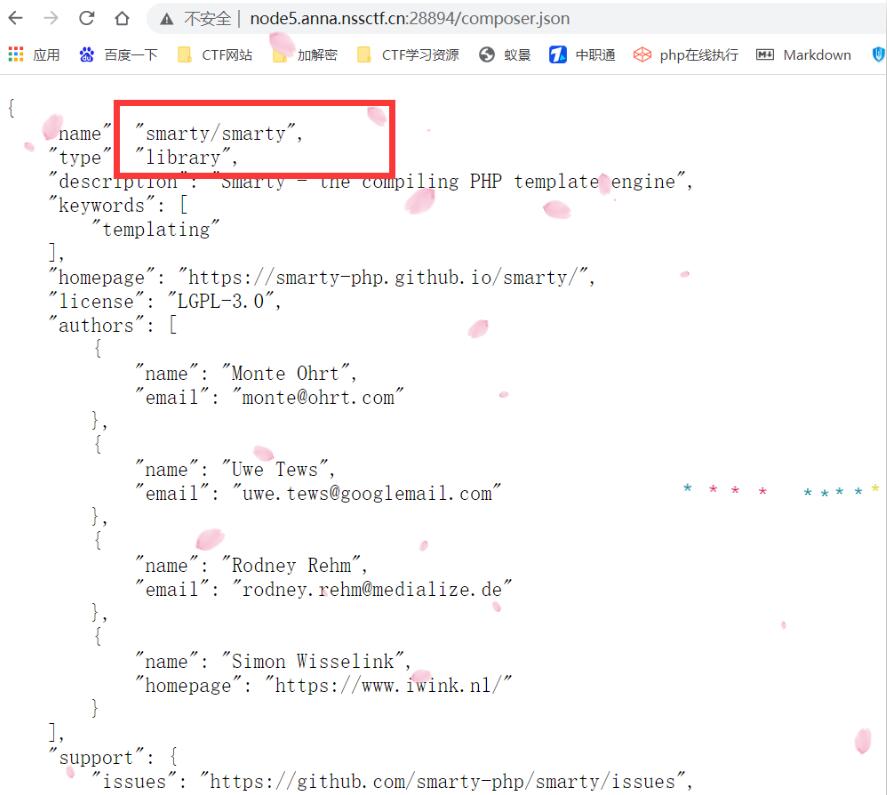 不安全 | node5.anna.nssctf.cn:28894/composer.json
应用 百度一下 CTF网站 加解密 CTF学习资源 蚁景 中职通 php在线执行 Markdown
{
"name" "smarty/smarty",
"type" "library",
"description": "Smarty - the compiling PHP template engine",
"keywords": [
"templating"
],
"homepage": "https://smarty-php.github.io/smarty/",
"license": "LGPL-3.0",
"authors": [
{
"name": "Monte Ohrt",
"email": "monte@ohrt.com"
},
{
"name": "Uwe Tews",
"email": "uwe.tews@googlemail.com"
},
{
"name": "Rodney Rehm",
"email": "rodney.rehm@medialize.de"
},
{
"name": "Simon Wisselink",
"homepage": "https://www.iwink.nl/"
}
],
"support": {
"issues": "https://github.com/smarty-php/smarty/issues",